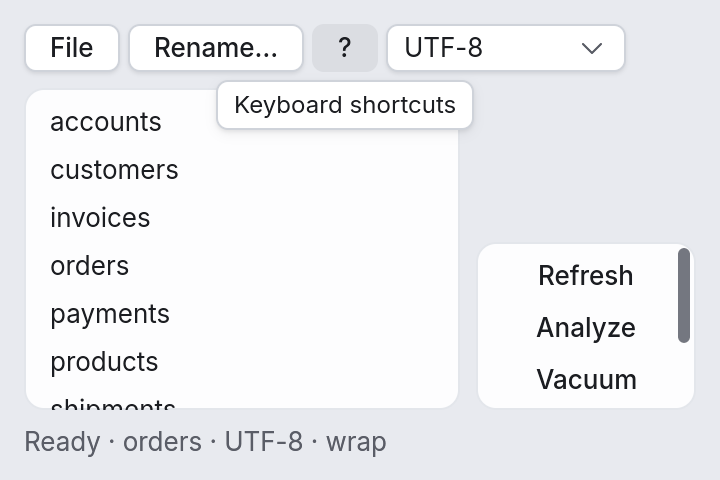 File Rename... ? UTF-8
Keyboard shortcuts
accounts
customers
invoices
orders
payments
products
shipments
Refresh
Analyze
Vacuum
Ready · orders · UTF-8 · wrap